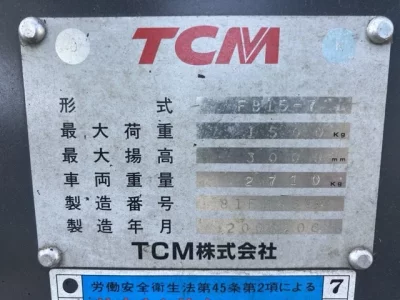 TCM
形式 FB15-7
最大荷重 1500 Kg
最大揚高 3000 mm
車両重量 2710 Kg
製造番号
製造年月
TCM株式会社
労働安全衛生法第45条第2項による 7